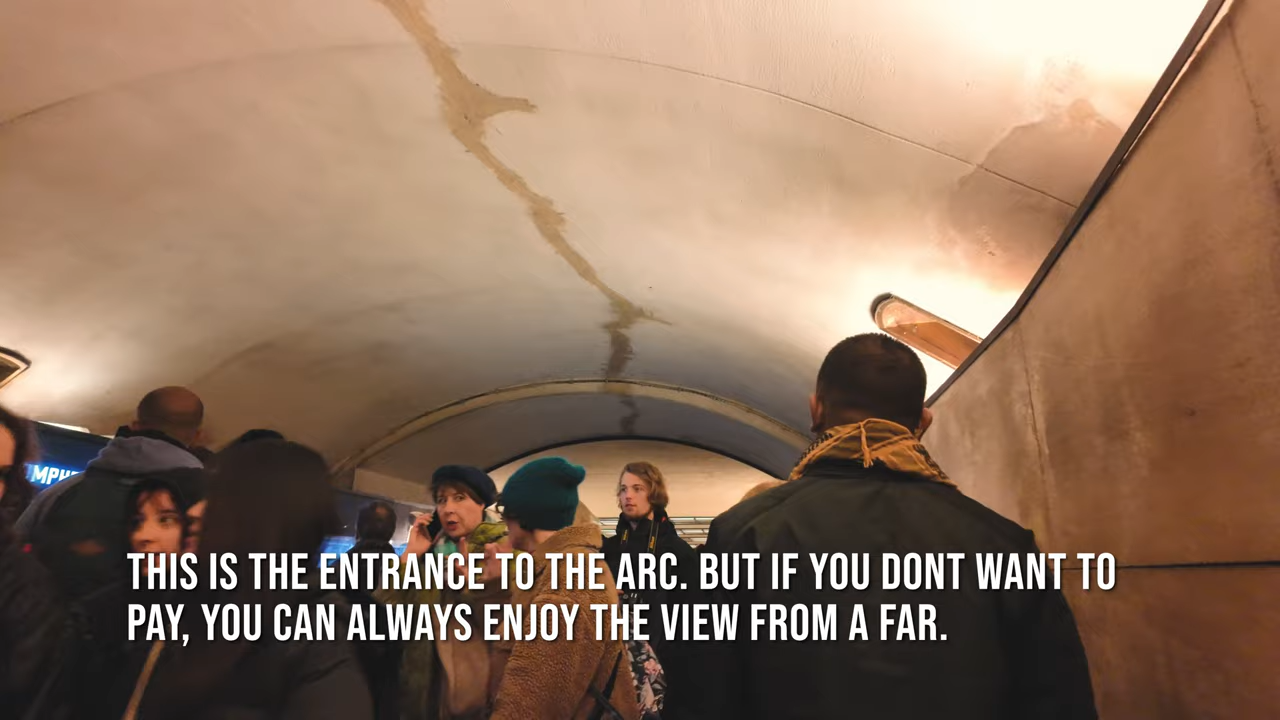 MPH
THIS IS THE ENTRANCE TO THE ARC. BUT IF YOU DONT WANT TO
PAY, YOU CAN ALWAYS ENJOY THE VIEW FROM A FAR.